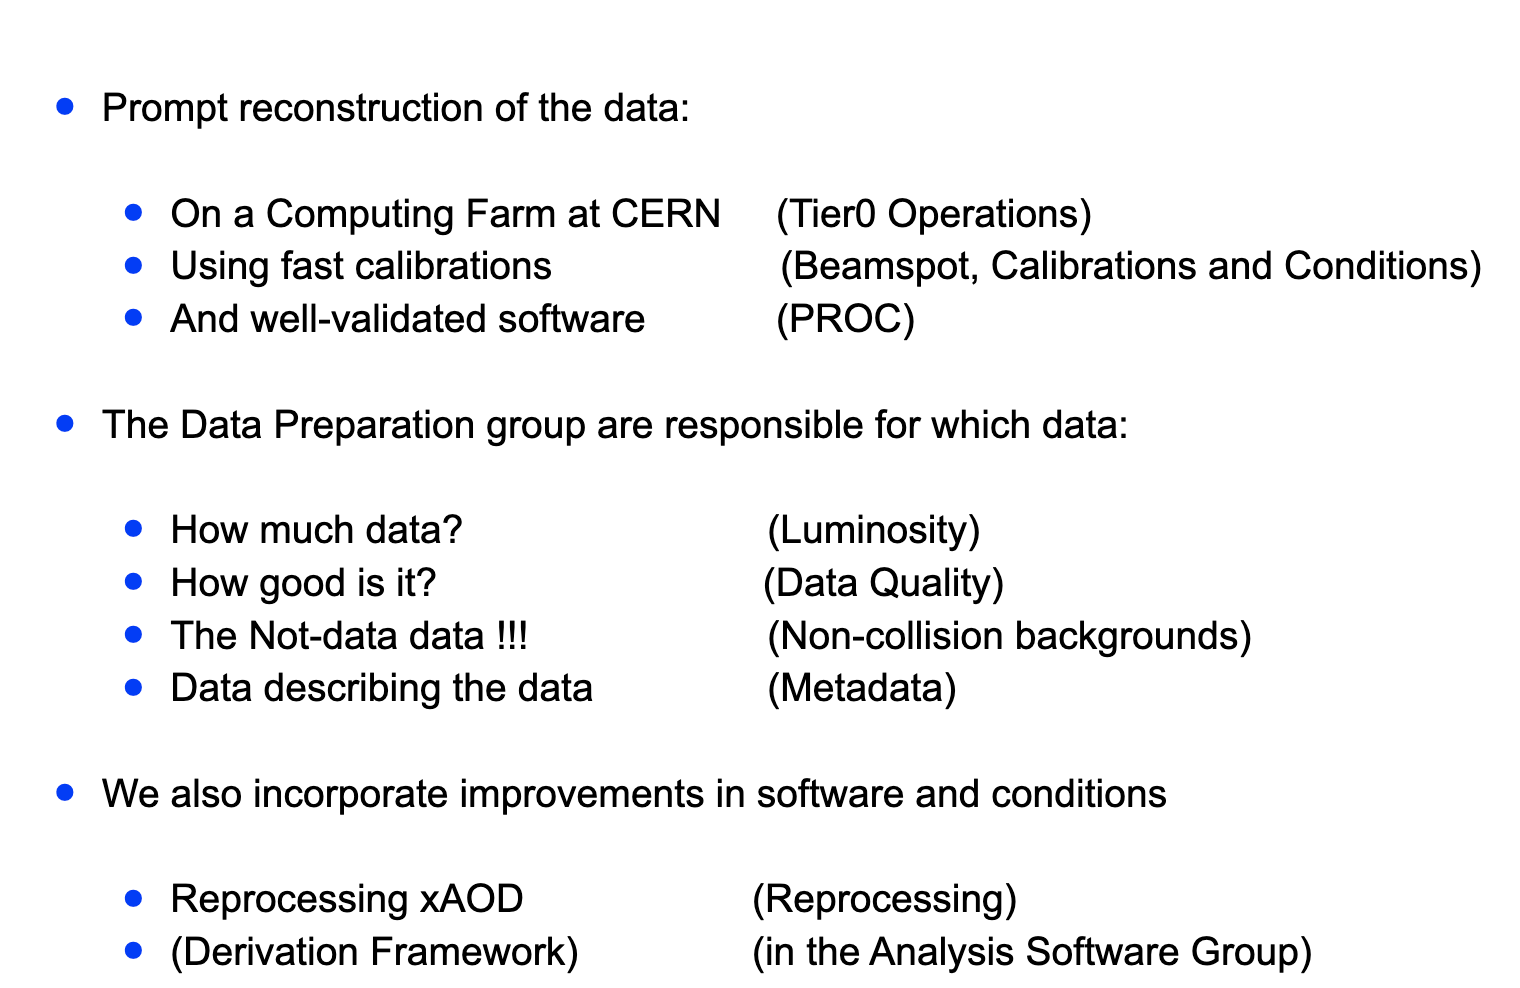 Prompt reconstruction of the data:
On a Computing Farm at CERN (Tier0 Operations)
Using fast calibrations (Beamspot, Calibrations and Conditions)
And well-validated software (PROC)
The Data Preparation group are responsible for which data:
How much data? (Luminosity)
How good is it? (Data Quality)
The Not-data data !!! (Non-collision backgrounds)
Data describing the data (Metadata)
We also incorporate improvements in software and conditions
Reprocessing xAOD (Reprocessing)
(Derivation Framework) (in the Analysis Software Group)